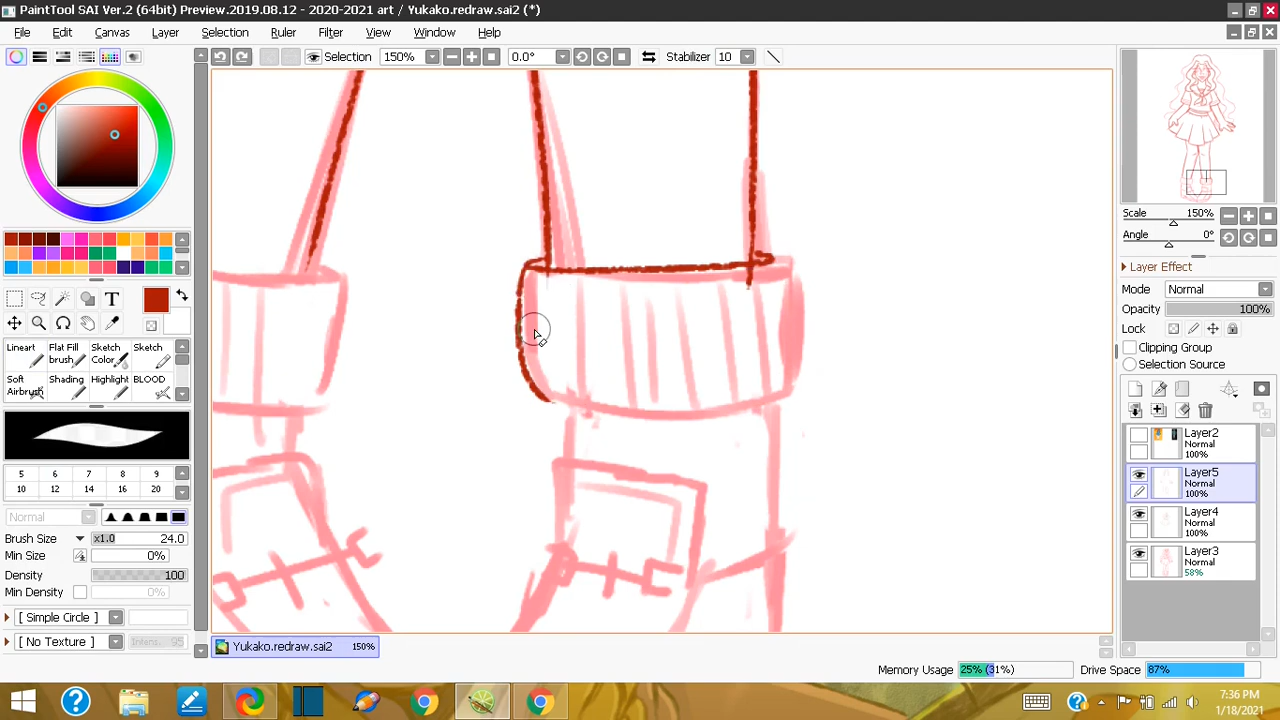 PaintTool SAI Ver.2 (64bit) Preview.2019.08.12 - 2020-2021 art / Yukako.redraw.sai2 (*)
File Edit Canvas Layer Selection Ruler Filter View Window Help
Selection 150% 0.0° Stabilizer 10
Scale 150%
Angle 0°
Layer Effect
Mode Normal
Opacity 100%
Lock
Clipping Group
Selection Source
T
Lineart Flat Fill brush Sketch Color Sketch
Soft Airbrush Shading Highlight BLOOD
5 6 7 8 9
10 12 14 16 20
Normal
Brush Size x1.0 24.0
Min Size 0%
Density 100
Min Density 100%
[ Simple Circle ]
[ No Texture ] Intens. 95
Layer2
Normal
100%
Layer5
Normal
100%
Layer4
Normal
100%
Layer3
Normal
58%
Yukako.redraw.sai2 150%
Memory Usage 25% (31%) Drive Space 87%
7:36 PM
1/18/2021